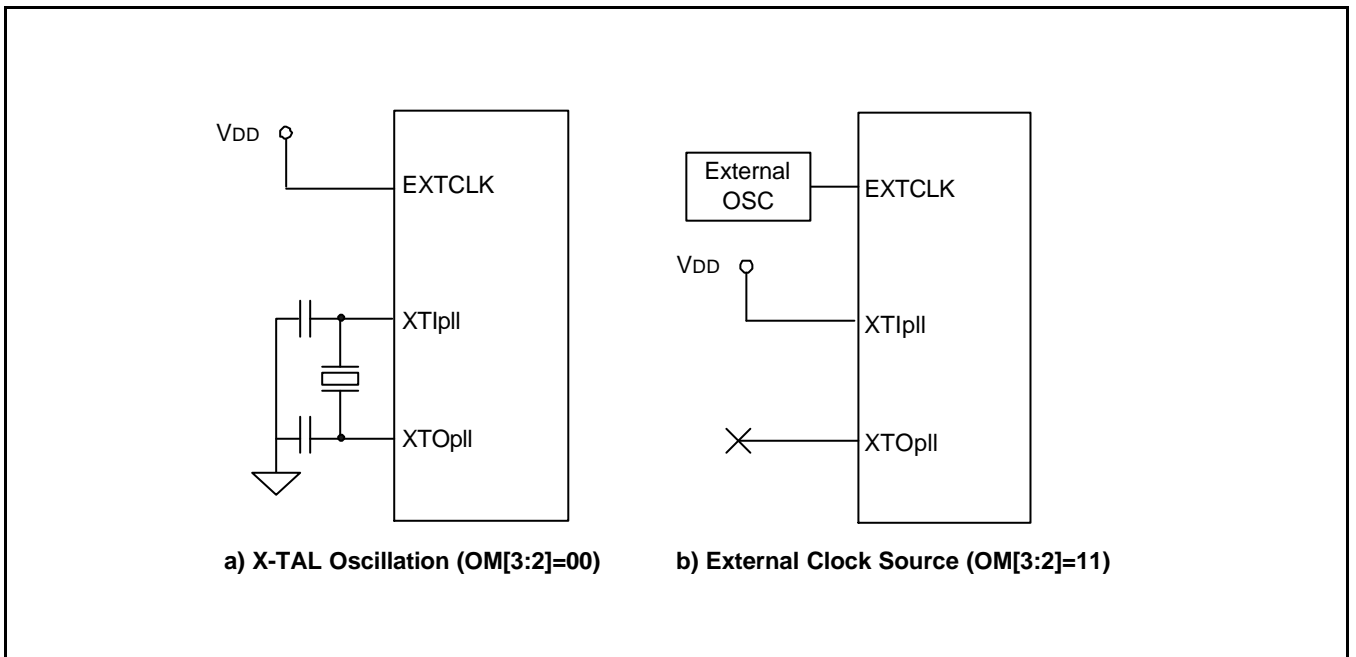 VDD
EXTCLK
XTIpll
XTOpll
a) X-TAL Oscillation (OM[3:2]=00)
External
OSC
EXTCLK
VDD
XTIpll
XTOpll
b) External Clock Source (OM[3:2]=11)